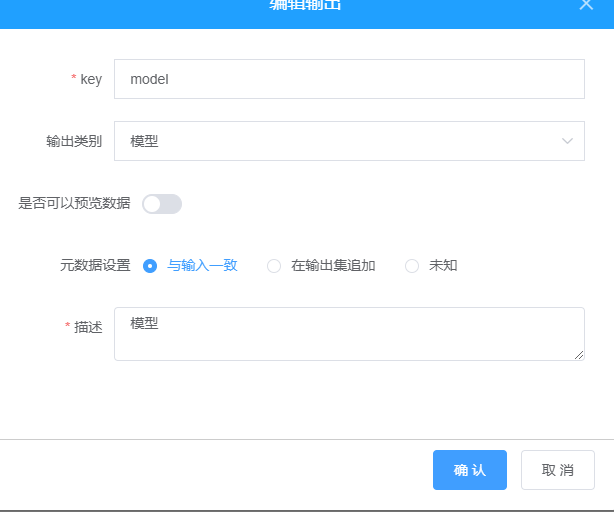 编辑输出
* key model
输出类别 模型
是否可以预览数据
元数据设置 与输入一致 在输出集追加 未知
* 描述 模型
确 认 取 消